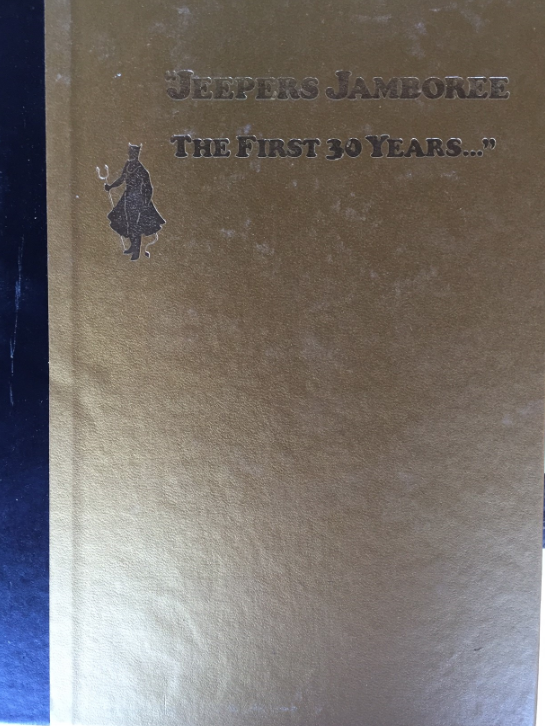 "JEEPERS JAMBOREE
THE FIRST 30 YEARS..."